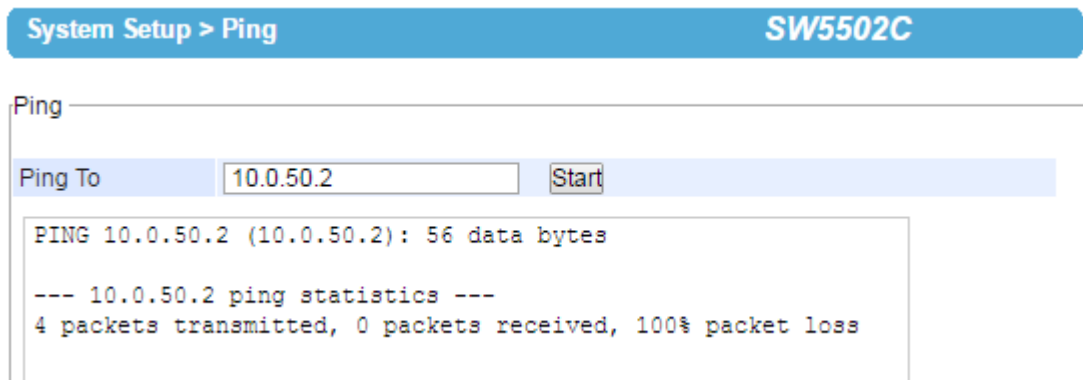 System Setup > Ping SW5502C
Ping
Ping To 10.0.50.2 Start
PING 10.0.50.2 (10.0.50.2): 56 data bytes
--- 10.0.50.2 ping statistics ---
4 packets transmitted, 0 packets received, 100% packet loss